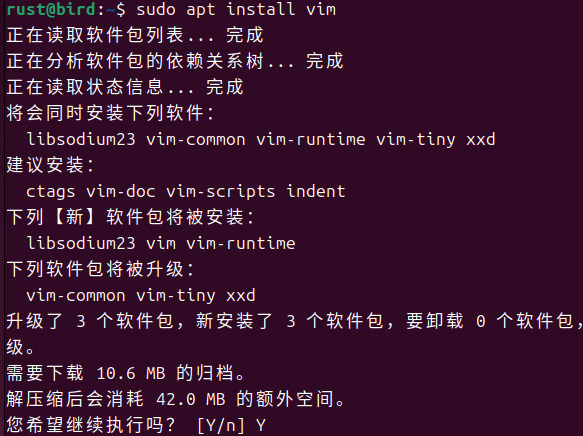 rust@bird:~$ sudo apt install vim
正在读取软件包列表... 完成
正在分析软件包的依赖关系树... 完成
正在读取状态信息... 完成
将会同时安装下列软件：
  libsodium23 vim-common vim-runtime vim-tiny xxd
建议安装：
  ctags vim-doc vim-scripts indent
下列【新】软件包将被安装：
  libsodium23 vim vim-runtime
下列软件包将被升级：
  vim-common vim-tiny xxd
升级了 3 个软件包，新安装了 3 个软件包，要卸载 0 个软件包，
级。
需要下载 10.6 MB 的归档。
解压缩后会消耗 42.0 MB 的额外空间。
您希望继续执行吗？ [Y/n] Y